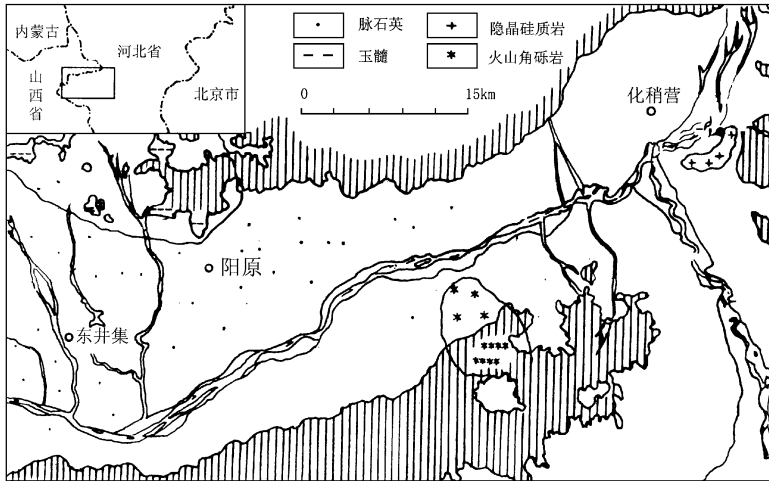 内蒙古
河北省
山西省
北京市
脉石英
隐晶硅质岩
玉髓
火山角砾岩
0 15km
化稍营
阳原
东井集